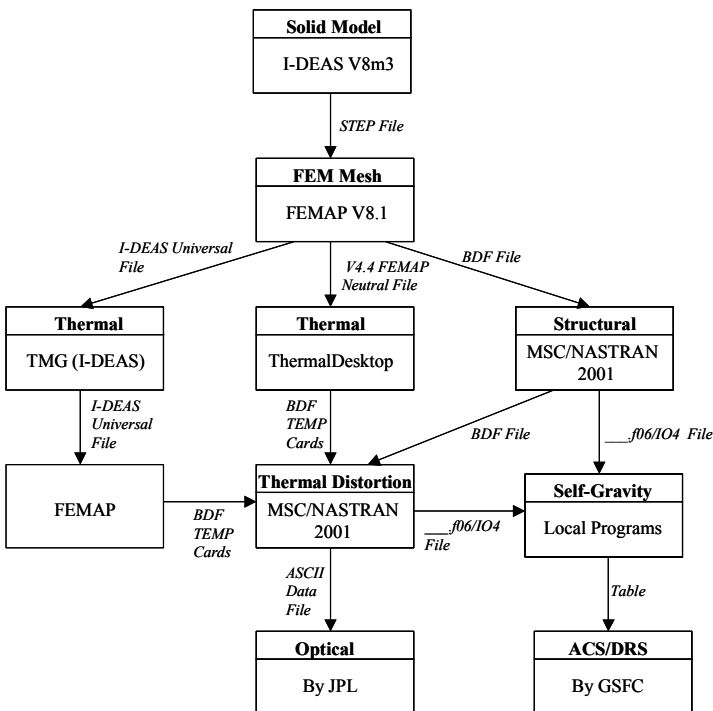 Solid Model
I-DEAS V8m3
STEP File
FEM Mesh
FEMAP V8.1
I-DEAS Universal
File
V4.4 FEMAP
Neutral File
BDF File
Thermal
TMG (I-DEAS)
Thermal
ThermalDesktop
Structural
MSC/NASTRAN
2001
I-DEAS
Universal
File
BDF
TEMP
Cards
BDF File
___.f06/IO4 File
FEMAP
BDF
TEMP
Cards
Thermal Distortion
MSC/NASTRAN
2001
___.f06/IO4
File
Self-Gravity
Local Programs
ASCII
Data
File
Table
Optical
By JPL
ACS/DRS
By GSFC